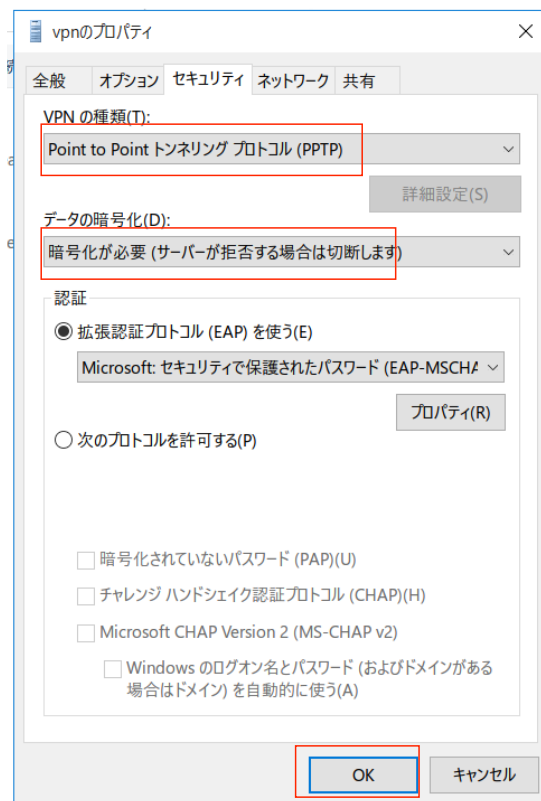 vpnのプロパティ
全般 オプション セキュリティ ネットワーク 共有
VPN の種類(T):
Point to Point トンネリング プロトコル (PPTP)
詳細設定(S)
データの暗号化(D):
暗号化が必要 (サーバーが拒否する場合は切断します)
認証
拡張認証プロトコル (EAP) を使う(E)
Microsoft: セキュリティで保護されたパスワード (EAP-MSCHA
プロパティ(R)
次のプロトコルを許可する(P)
暗号化されていないパスワード (PAP)(U)
チャレンジ ハンドシェイク認証プロトコル (CHAP)(H)
Microsoft CHAP Version 2 (MS-CHAP v2)
Windows のログオン名とパスワード (およびドメインがある
場合はドメイン) を自動的に使う(A)
OK キャンセル